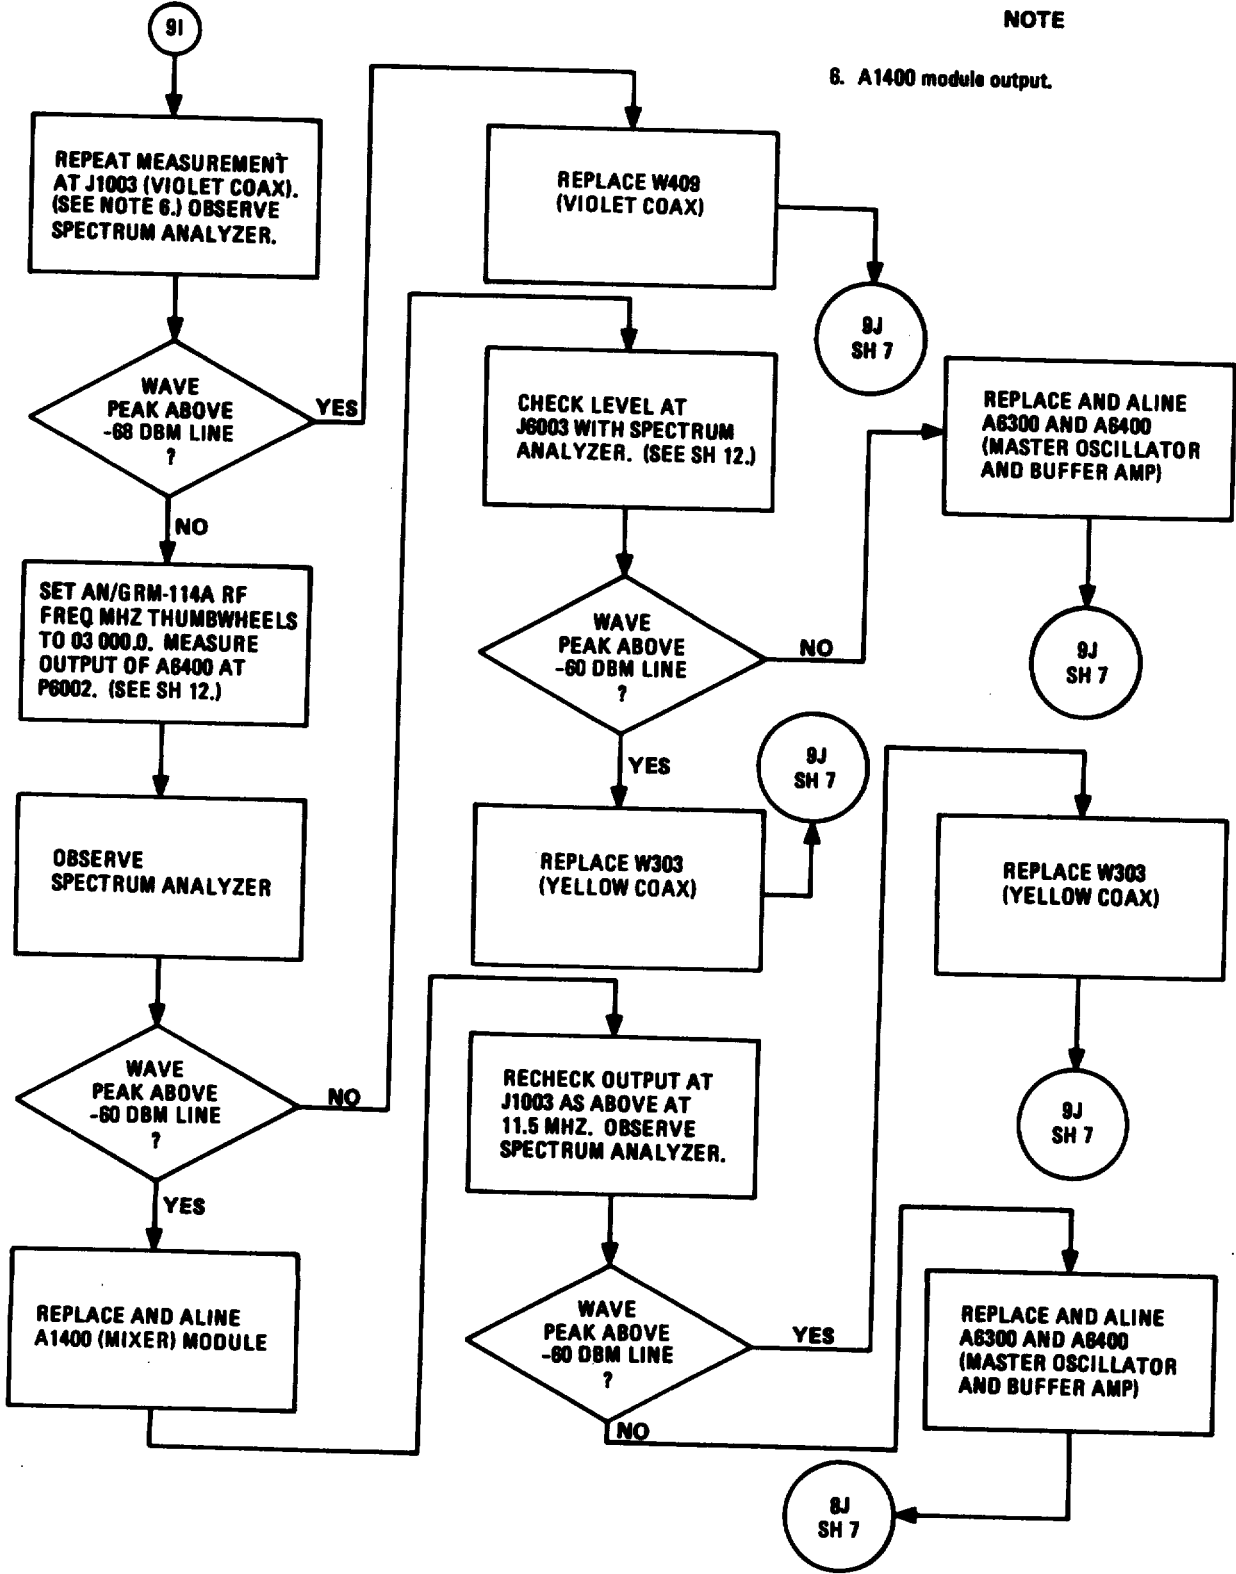 9I
NOTE
6. A1400 module output.
REPEAT MEASUREMENT
AT J1003 (VIOLET COAX).
(SEE NOTE 6.) OBSERVE
SPECTRUM ANALYZER.
WAVE
PEAK ABOVE
-68 DBM LINE
?
YES
NO
REPLACE W409
(VIOLET COAX)
9J
SH 7
SET AN/GRM-114A RF
FREQ MHZ THUMBWHEELS
TO 03 000.0. MEASURE
OUTPUT OF A6400 AT
P6002. (SEE SH 12.)
OBSERVE
SPECTRUM ANALYZER
WAVE
PEAK ABOVE
-60 DBM LINE
?
NO
YES
REPLACE AND ALINE
A1400 (MIXER) MODULE
CHECK LEVEL AT
J6003 WITH SPECTRUM
ANALYZER. (SEE SH 12.)
WAVE
PEAK ABOVE
-60 DBM LINE
?
NO
YES
REPLACE AND ALINE
A6300 AND A6400
(MASTER OSCILLATOR
AND BUFFER AMP)
9J
SH 7
REPLACE W303
(YELLOW COAX)
9J
SH 7
RECHECK OUTPUT AT
J1003 AS ABOVE AT
11.5 MHZ. OBSERVE
SPECTRUM ANALYZER.
WAVE
PEAK ABOVE
-60 DBM LINE
?
YES
NO
REPLACE W303
(YELLOW COAX)
9J
SH 7
REPLACE AND ALINE
A6300 AND A6400
(MASTER OSCILLATOR
AND BUFFER AMP)
8J
SH 7